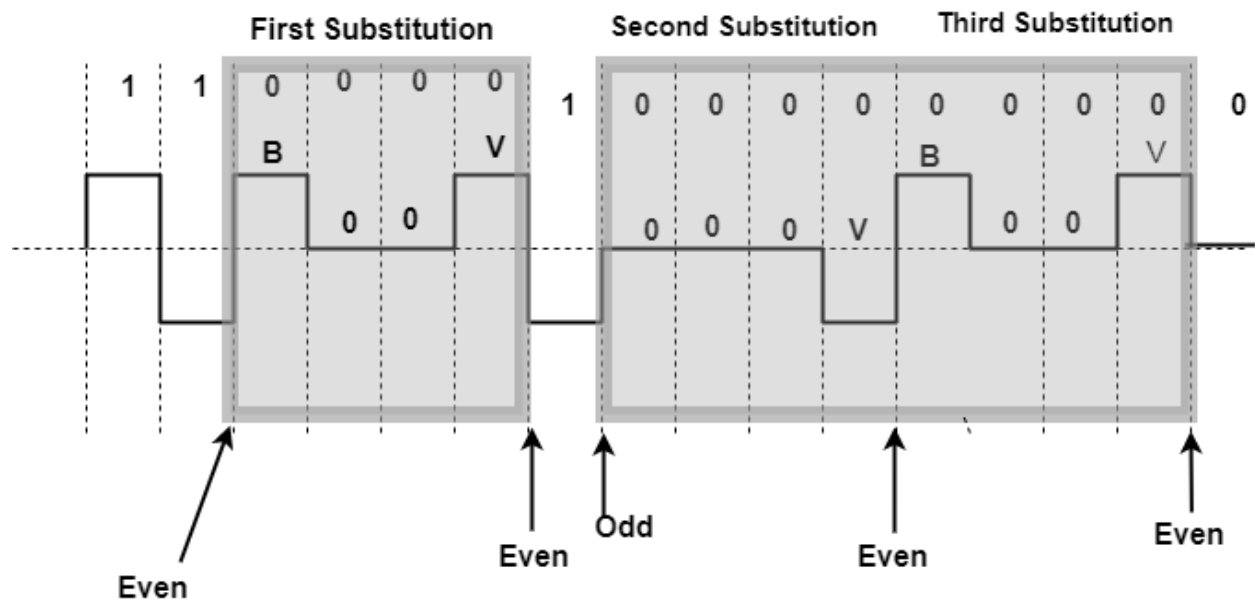 First Substitution Second Substitution Third Substitution
1 1 0 0 0 0 1 0 0 0 0 0 0 0 0 0
B V B V
0 0 0 0 0 V 0 0
Odd
Even Even Even
Even